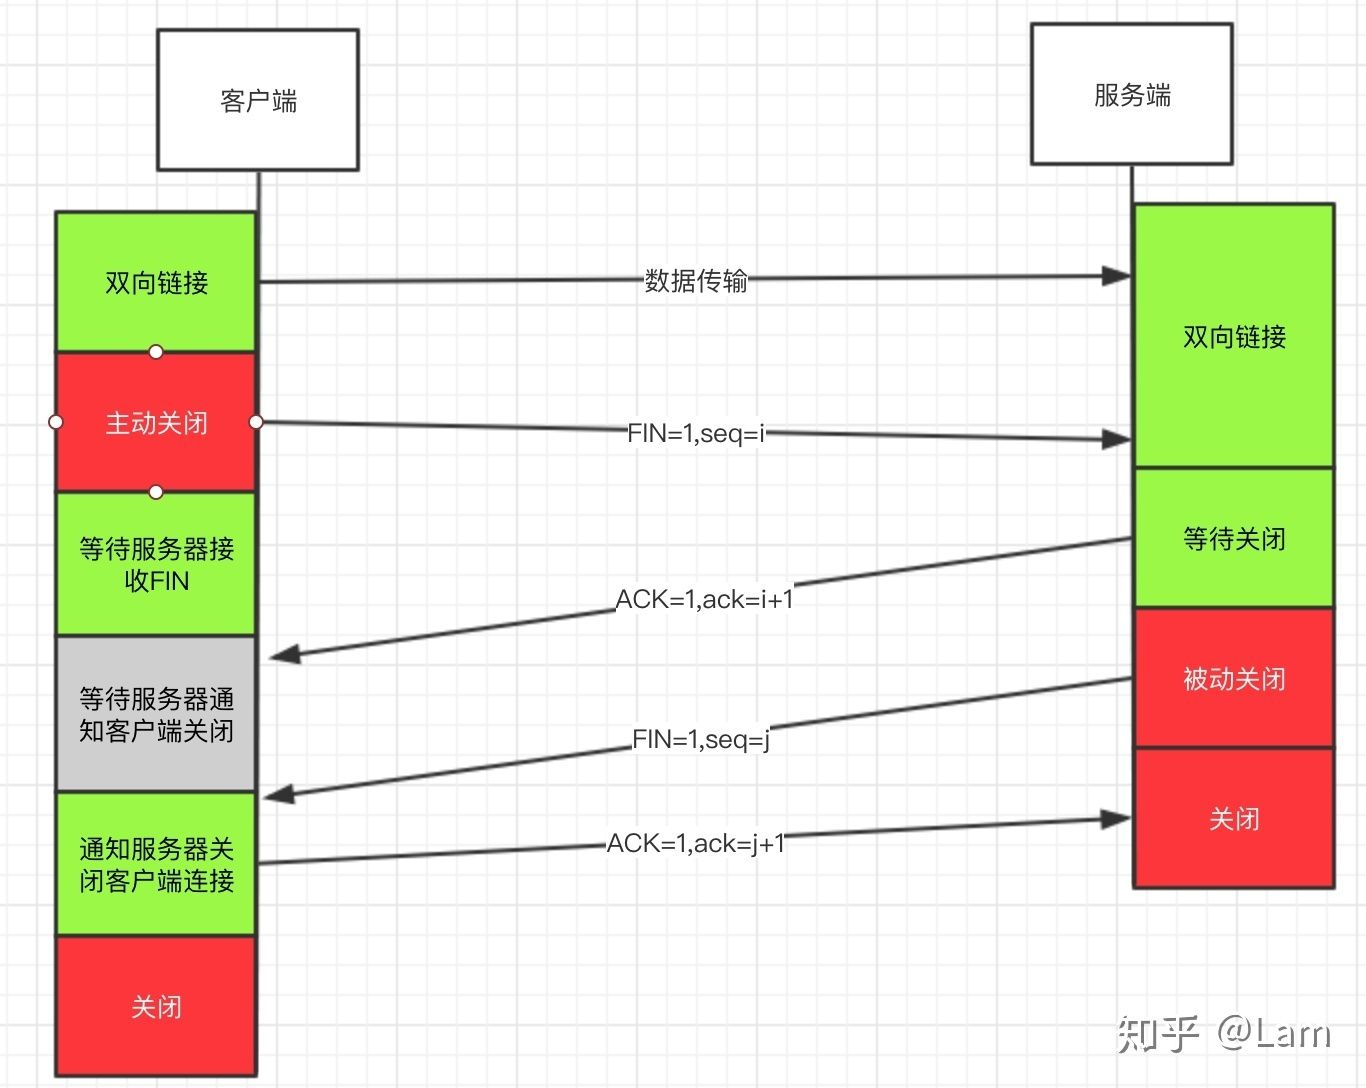 客户端
服务端
双向链接
数据传输
双向链接
主动关闭
FIN=1,seq=i
等待服务器接
收FIN
等待关闭
ACK=1,ack=i+1
等待服务器通
知客户端关闭
被动关闭
FIN=1,seq=j
通知服务器关
闭客户端连接
ACK=1,ack=j+1
关闭
关闭
知乎 @Lam